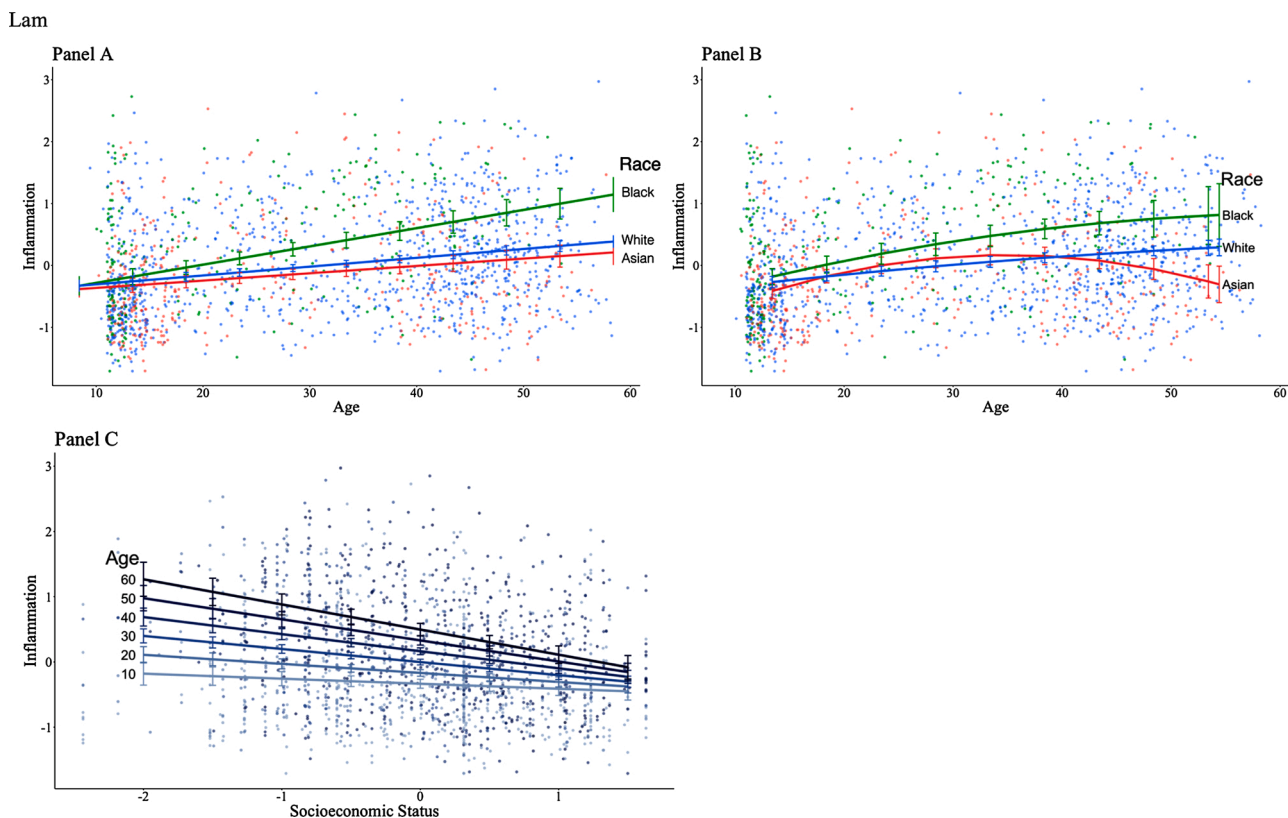 Lam
Panel A
3
2
1
0
-1
Inflammation
Race
Black
White
Asian
10 20 30 40 50 60
Age
Panel B
3
2
1
0
-1
Inflammation
Race
Black
White
Asian
10 20 30 40 50 60
Age
Panel C
3
2
1
0
-1
Inflammation
Age
60
50
40
30
20
10
-2 -1 0 1
Socioeconomic Status